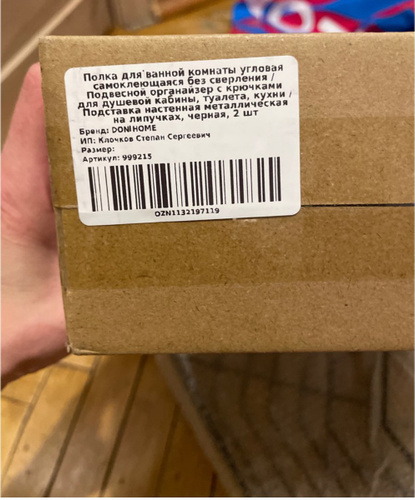 Полка для ванной комнаты угловая
самоклеющаяся без сверления /
Подвесной органайзер с крючками
для душевой кабины, туалета, кухни /
Подставка настенная металлическая
на липучках, черная, 2 шт
Бренд: DONIHOME
ИП: Клочков Степан Сергеевич
Размер:
Артикул: 999215
OZN1132197119